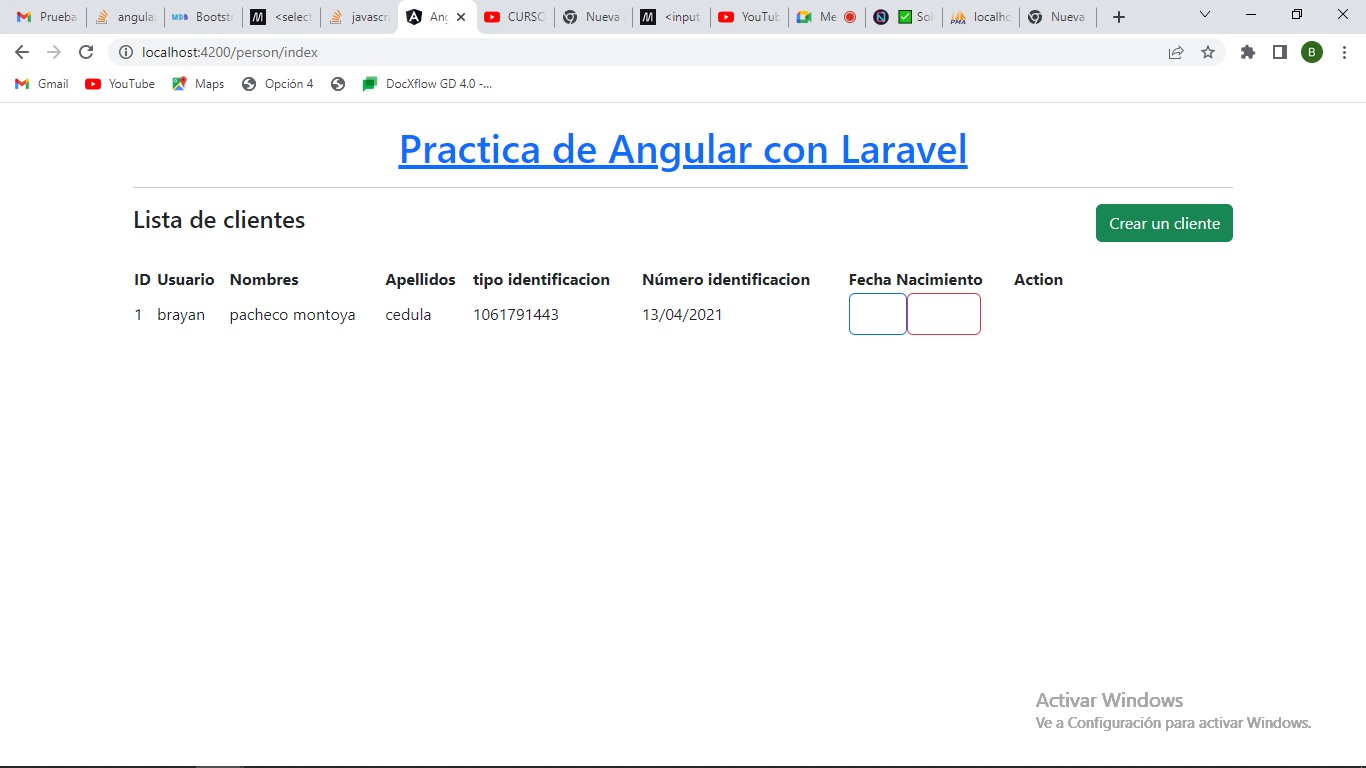 Prueba angular Bootstr <select javascri Ang CURSO Nueva <input YouTub Me Sol localho Nueva
localhost:4200/person/index
B
Gmail YouTube Maps Opción 4 DocXflow GD 4.0 -...
Practica de Angular con Laravel
Lista de clientes
Crear un cliente
ID Usuario Nombres Apellidos tipo identificacion Número identificacion Fecha Nacimiento Action
1 brayan pacheco montoya cedula 1061791443 13/04/2021
Activar Windows
Ve a Configuración para activar Windows.